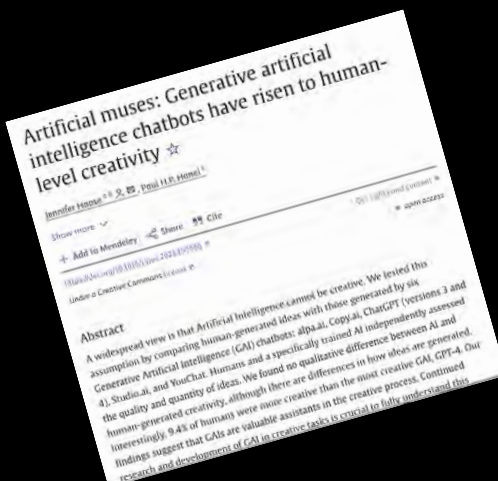 Artificial muses: Generative artificial
intelligence chatbots have risen to human-
level creativity ☆
Jennifer Haase , Paul H.P. Hanel
Show more
+ Add to Mendeley Share Cite
Under a Creative Commons license
open access
Abstract
A widespread view is that Artificial Intelligence cannot be creative. We tested this
assumption by comparing human-generated ideas with those generated by six
Generative Artificial Intelligence (GAI) chatbots: alpa.ai, Copy.ai, ChatGPT (versions 3 and
4), Studio.ai, and YouChat. Humans and a specifically trained AI independently assessed
the quality and quantity of ideas. We found no qualitative difference between AI and
human-generated creativity, although there are differences in how ideas are generated.
Interestingly, 9.4% of humans were more creative than the most creative GAI, GPT-4. Our
findings suggest that GAIs are valuable assistants in the creative process. Continued
research and development of GAI in creative tasks is crucial to fully understand this